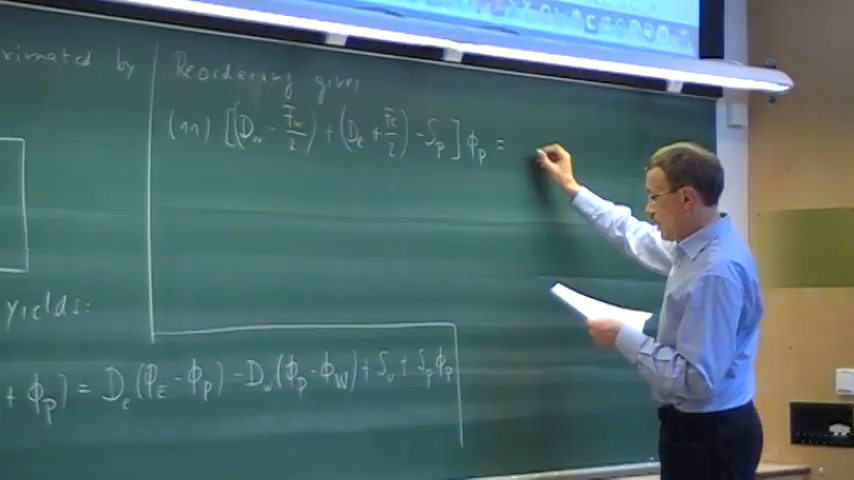 ximated by
Reordering gives
(11) [(D_w - F_w/2) + (D_e + F_e/2) - S_p] ϕ_p =
yields:
+ ϕ_p) = D_e (ϕ_E - ϕ_p) - D_w (ϕ_p - ϕ_W) + S_u + S_p ϕ_p